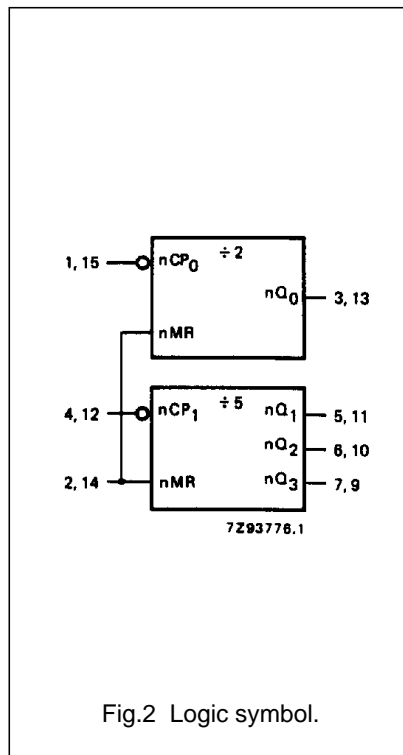 ÷2
1, 15 nCP0
nQ0 3, 13
nMR
÷5
4, 12 nCP1 nQ1 5, 11
nQ2 6, 10
2, 14 nMR nQ3 7, 9
7Z93776.1
Fig.2 Logic symbol.